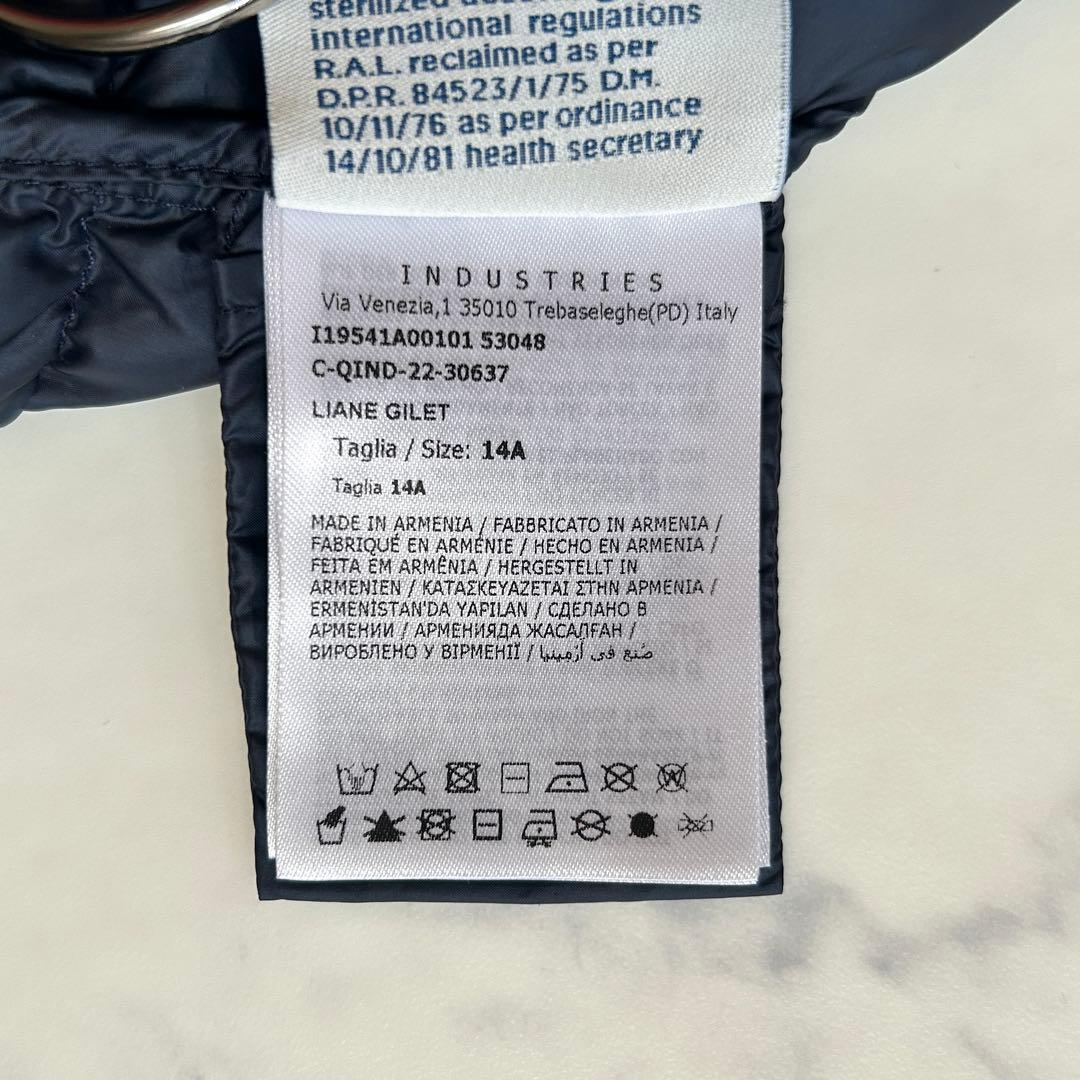 sterilized
international regulations
R.A.L. reclaimed as per
D.P.R. 84523/1/75 D.M.
10/11/76 as per ordinance
14/10/81 health secretary
INDUSTRIES
Via Venezia,1 35010 Trebaseleghe(PD) Italy
I19541A00101 53048
C-QIND-22-30637
LIANE GILET
Taglia / Size: 14A
Taglia 14A
MADE IN ARMENIA / FABBRICATO IN ARMENIA /
FABRIQUÉ EN ARMÉNIE / HECHO EN ARMENIA /
FEITA EM ARMÊNIA / HERGESTELLT IN
ARMENIEN / ΚΑΤΑΣΚΕΥΑΖΕΤΑΙ ΣΤΗΝ ΑΡΜΕΝΙΑ /
ERMENİSTAN'DA YAPILAN / СДЕЛАНО В
АРМЕНИИ / АРМЕНИЯДА ЖАСАЛҒАН /
ВИРОБЛЕНО У ВІРМЕНІЇ / صُنع في أرمينيا